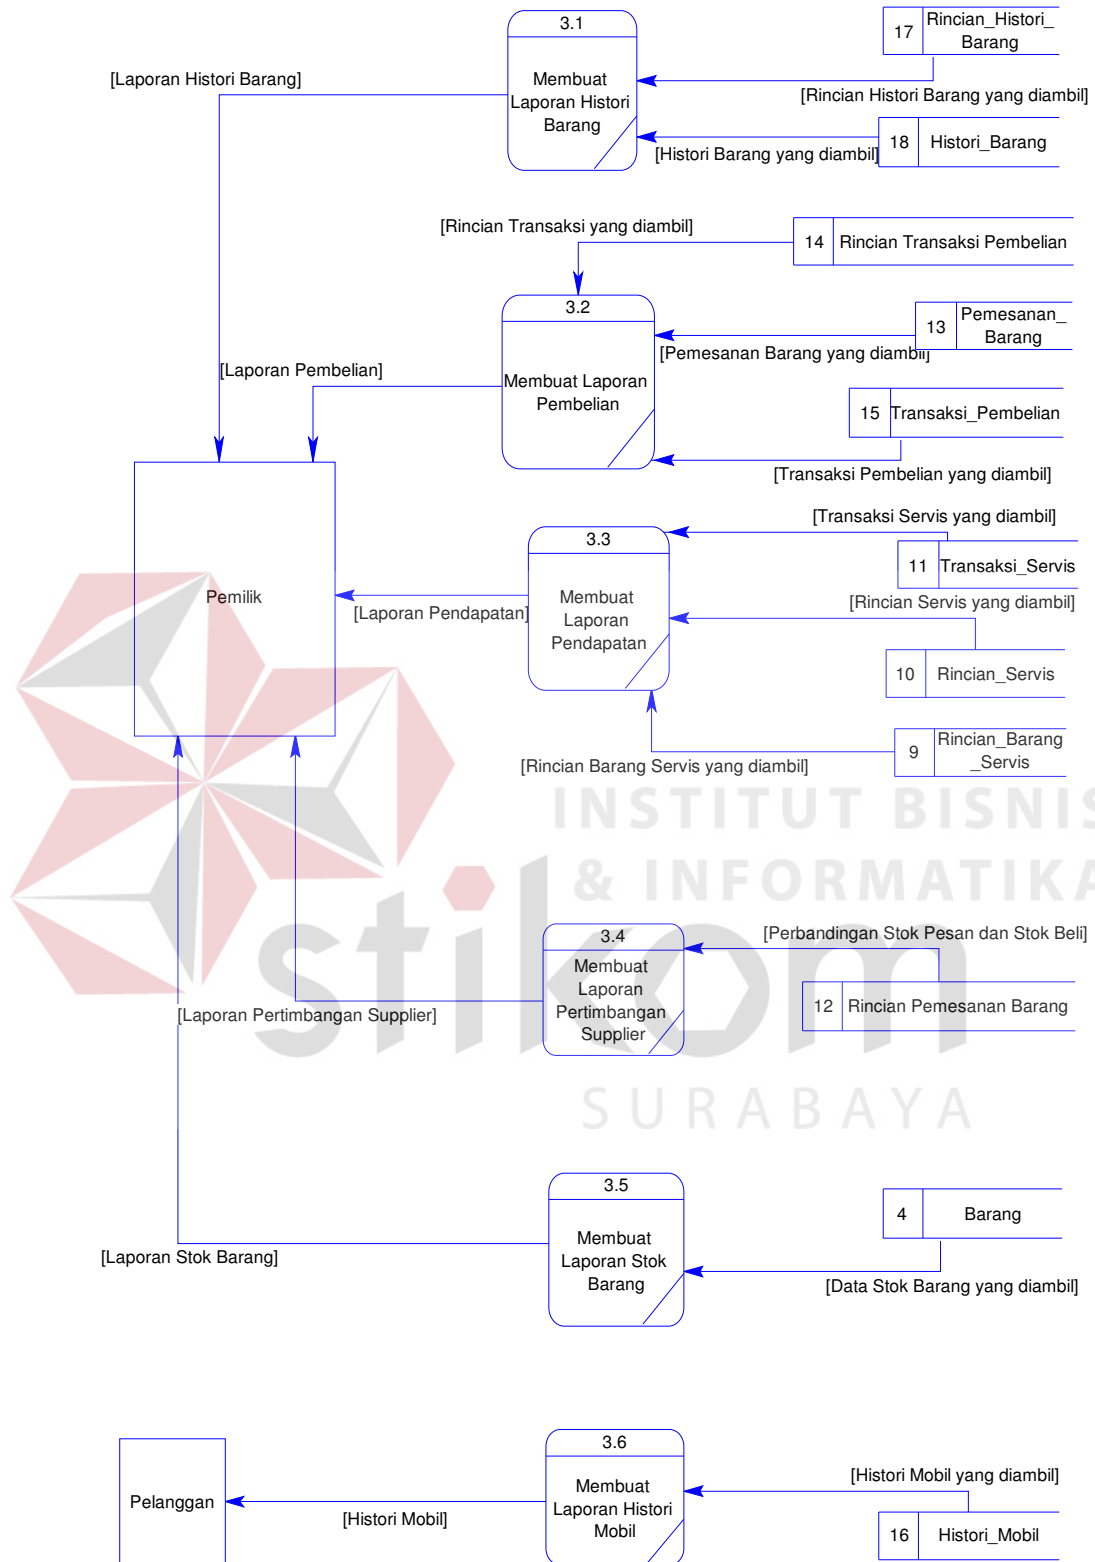 3.1
Membuat
Laporan Histori
Barang
17
Rincian_Histori_
Barang
[Laporan Histori Barang]
[Rincian Histori Barang yang diambil]
18
Histori_Barang
[Histori Barang yang diambil]
[Rincian Transaksi yang diambil]
14
Rincian Transaksi Pembelian
3.2
Membuat Laporan
Pembelian
13
Pemesanan_
Barang
[Pemesanan Barang yang diambil]
[Laporan Pembelian]
15
Transaksi_Pembelian
[Transaksi Pembelian yang diambil]
[Transaksi Servis yang diambil]
3.3
Membuat
Laporan
Pendapatan
11
Transaksi_Servis
Pemilik
[Laporan Pendapatan]
[Rincian Servis yang diambil]
10
Rincian_Servis
9
Rincian_Barang
_Servis
[Rincian Barang Servis yang diambil]
INSTITUT BISNIS
& INFORMATIKA
stikom
SURABAYA
3.4
Membuat
Laporan
Pertimbangan
Supplier
[Perbandingan Stok Pesan dan Stok Beli]
12
Rincian Pemesanan Barang
[Laporan Pertimbangan Supplier]
3.5
Membuat
Laporan Stok
Barang
4
Barang
[Laporan Stok Barang]
[Data Stok Barang yang diambil]
3.6
Membuat
Laporan Histori
Mobil
[Histori Mobil yang diambil]
Pelanggan
[Histori Mobil]
16
Histori_Mobil